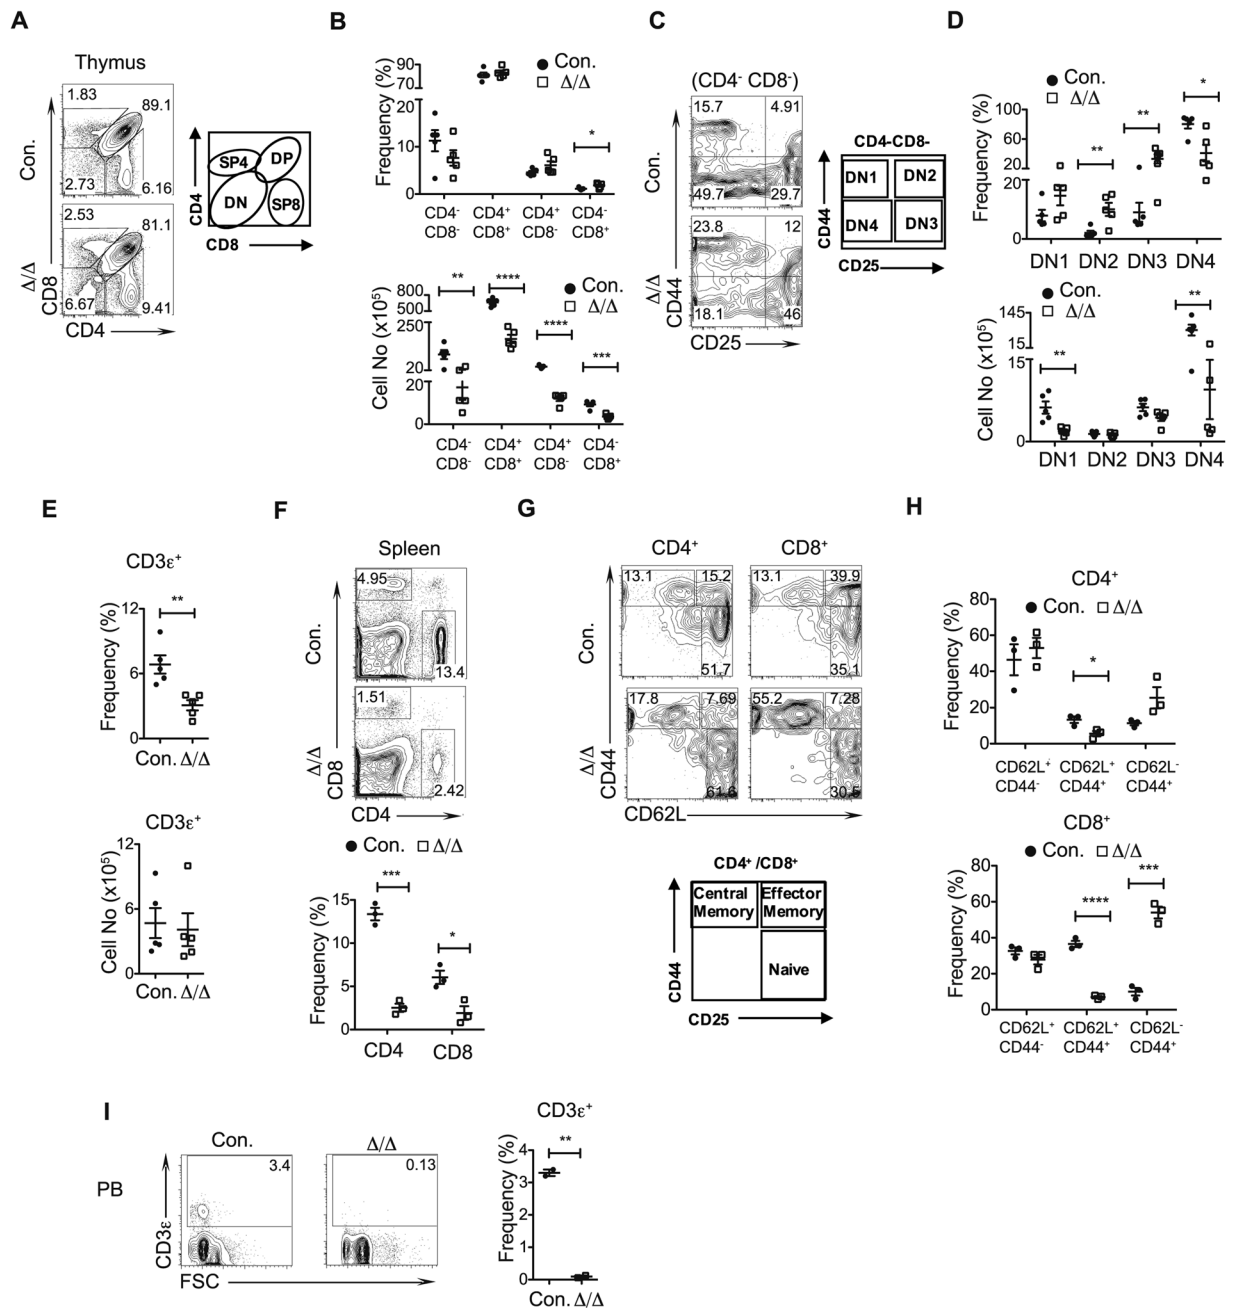 A
Thymus
Con.
1.83
89.1
2.73
6.16
Δ/Δ
CD8
2.53
81.1
6.67
9.41
CD4
CD4
SP4
DP
DN
SP8
CD8
B
Frequency (%)
90
70
20
10
0
Con.
Δ/Δ
*
CD4- CD4+ CD4+ CD4-
CD8- CD8+ CD8- CD8+
Cell No (x10⁵)
800
500
250
20
20
0
Con.
Δ/Δ
** **** **** ***
CD4- CD4+ CD4+ CD4-
CD8- CD8+ CD8- CD8+
C
(CD4- CD8-)
Con.
15.7
4.91
49.7
29.7
Δ/Δ
CD44
23.8
12
18.1
46
CD25
CD4-CD8-
CD44
DN1
DN2
DN4
DN3
CD25
D
Con.
Δ/Δ
Frequency (%)
100
60
20
20
0
** ** *
DN1 DN2 DN3 DN4
Con.
Δ/Δ
Cell No (x10⁵)
145
15
15
0
** **
DN1 DN2 DN3 DN4
E
CD3ε+
Frequency (%)
12
6
0
**
Con. Δ/Δ
CD3ε+
Cell No (x10⁵)
12
6
0
Con. Δ/Δ
F
Spleen
Con.
4.95
13.4
Δ/Δ
CD8
1.51
2.42
CD4
Con. Δ/Δ
Frequency (%)
15
10
5
0
*** *
CD4 CD8
G
CD4+ CD8+
Con.
13.1 15.2
51.7
13.1 39.9
35.1
Δ/Δ
CD44
17.8 7.69
61.6
55.2 7.28
30.5
CD62L
CD4+ /CD8+
CD44
Central
Memory
Effector
Memory
Naive
CD25
H
CD4+
Con. Δ/Δ
Frequency (%)
80
60
40
20
0
*
CD62L+ CD62L+ CD62L-
CD44- CD44+ CD44+
CD8+
Con. Δ/Δ
Frequency (%)
80
60
40
20
0
**** ***
CD62L+ CD62L+ CD62L-
CD44- CD44+ CD44+
I
PB
Con.
3.4
Δ/Δ
0.13
CD3ε
FSC
CD3ε+
Frequency (%)
4
3
2
1
0
**
Con. Δ/Δ